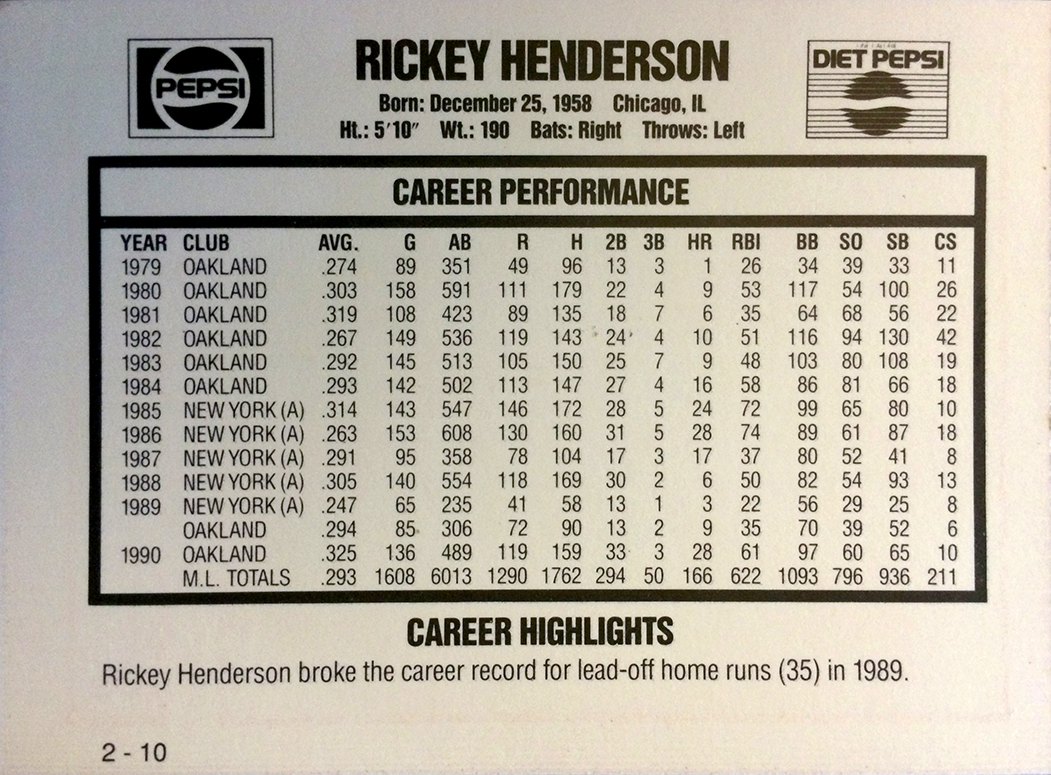 PEPSI
RICKEY HENDERSON
DIET PEPSI
Born: December 25, 1958 Chicago, IL
Ht.: 5'10" Wt.: 190 Bats: Right Throws: Left
CAREER PERFORMANCE
YEAR CLUB AVG. G AB R H 2B 3B HR RBI BB SO SB CS
1979 OAKLAND .274 89 351 49 96 13 3 1 26 34 39 33 11
1980 OAKLAND .303 158 591 111 179 22 4 9 53 117 54 100 26
1981 OAKLAND .319 108 423 89 135 18 7 6 35 64 68 56 22
1982 OAKLAND .267 149 536 119 143 24 4 10 51 116 94 130 42
1983 OAKLAND .292 145 513 105 150 25 7 9 48 103 80 108 19
1984 OAKLAND .293 142 502 113 147 27 4 16 58 86 81 66 18
1985 NEW YORK (A) .314 143 547 146 172 28 5 24 72 99 65 80 10
1986 NEW YORK (A) .263 153 608 130 160 31 5 28 74 89 61 87 18
1987 NEW YORK (A) .291 95 358 78 104 17 3 17 37 80 52 41 8
1988 NEW YORK (A) .305 140 554 118 169 30 2 6 50 82 54 93 13
1989 NEW YORK (A) .247 65 235 41 58 13 1 3 22 56 29 25 8
OAKLAND .294 85 306 72 90 13 2 9 35 70 39 52 6
1990 OAKLAND .325 136 489 119 159 33 3 28 61 97 60 65 10
M.L. TOTALS .293 1608 6013 1290 1762 294 50 166 622 1093 796 936 211
CAREER HIGHLIGHTS
Rickey Henderson broke the career record for lead-off home runs (35) in 1989.
2 - 10